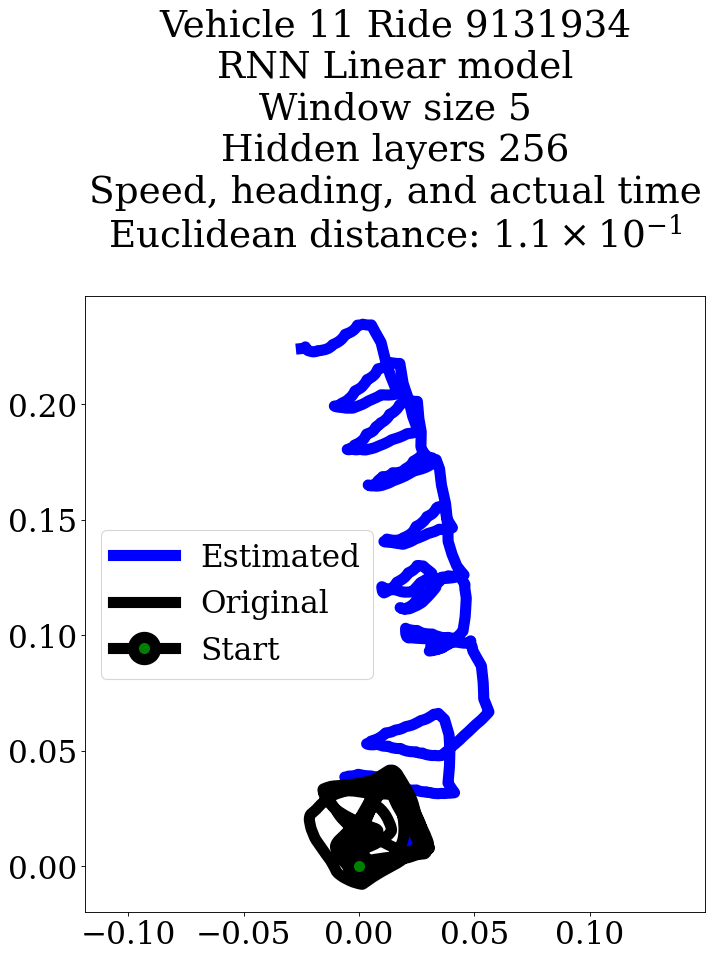 Vehicle 11 Ride 9131934
RNN Linear model
Window size 5
Hidden layers 256
Speed, heading, and actual time
Euclidean distance: 1.1 × 10⁻¹
0.20
0.15
0.10
0.05
0.00
Estimated
Original
Start
−0.10 −0.05 0.00 0.05 0.10